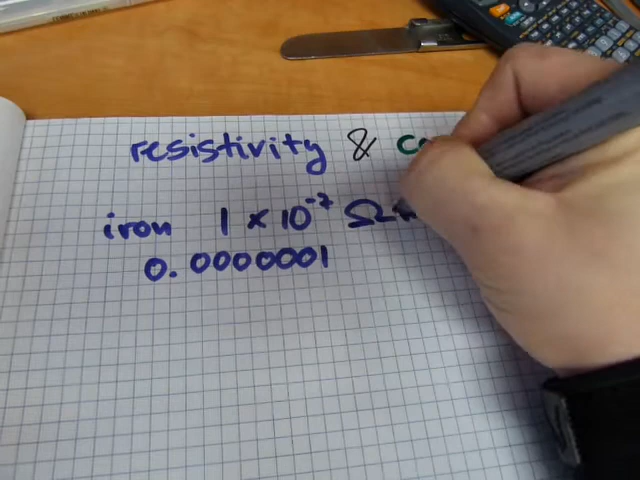 resistivity &
iron 1 × 10⁻⁷ Ω
0.0000001